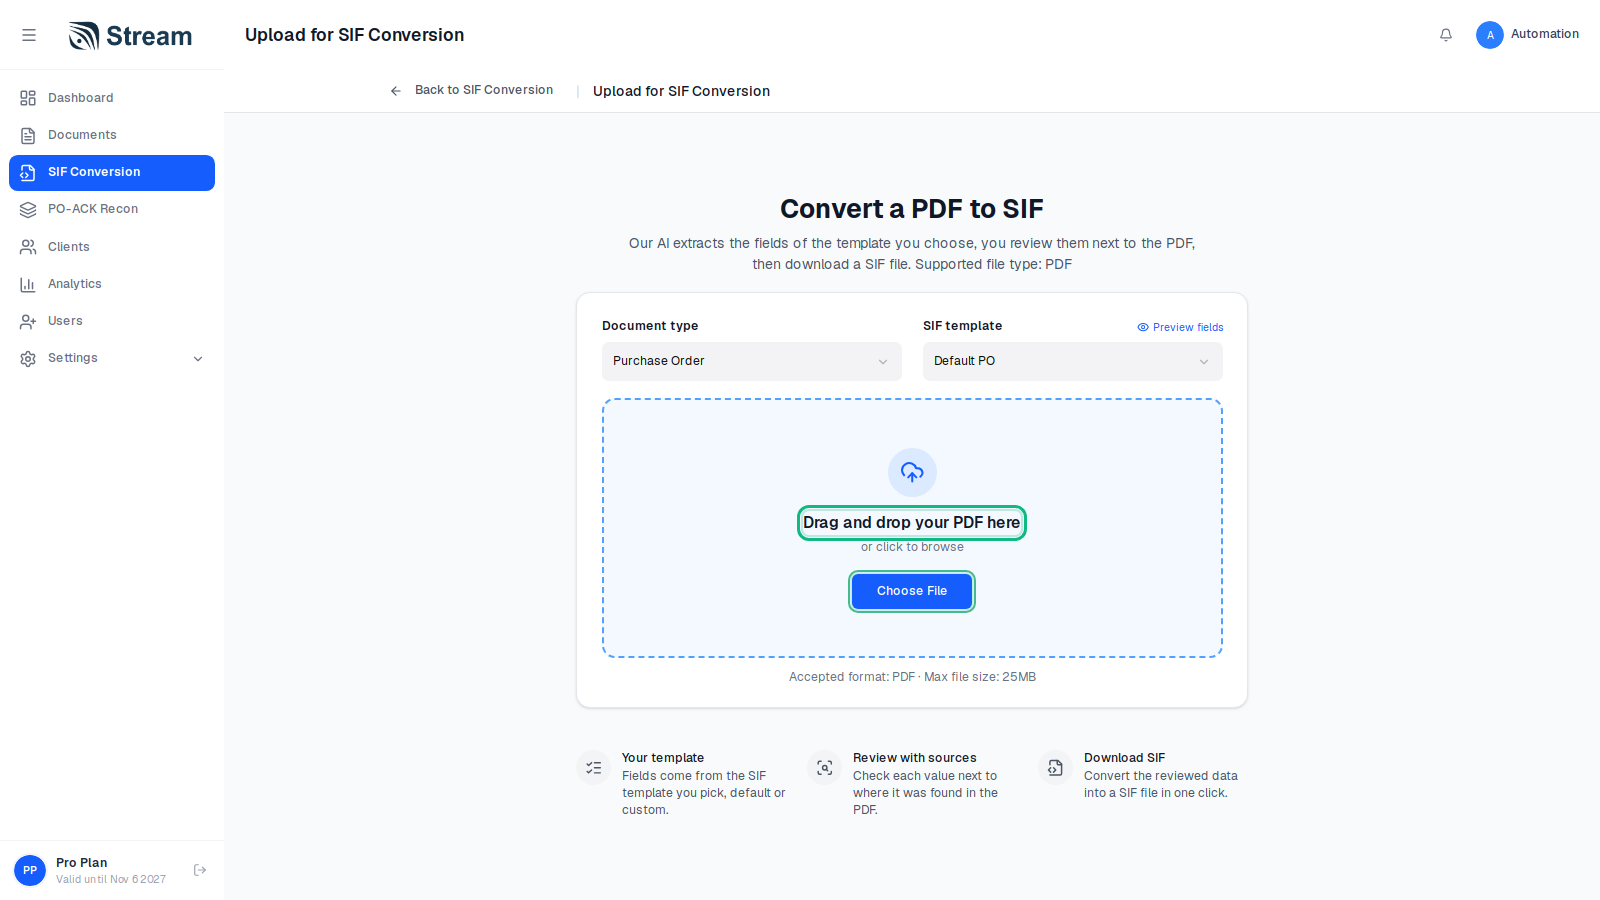 Stream
Upload for SIF Conversion
A
Automation
Back to SIF Conversion
Upload for SIF Conversion
Dashboard
Documents
SIF Conversion
PO-ACK Recon
Clients
Analytics
Users
Settings
Convert a PDF to SIF
Our AI extracts the fields of the template you choose, you review them next to the PDF,
then download a SIF file. Supported file type: PDF
Document type
SIF template
Preview fields
Purchase Order
Default PO
Drag and drop your PDF here
or click to browse
Choose File
Accepted format: PDF · Max file size: 25MB
Your template
Fields come from the SIF
template you pick, default or
custom.
Review with sources
Check each value next to
where it was found in the
PDF.
Download SIF
Convert the reviewed data
into a SIF file in one click.
PP
Pro Plan
Valid until Nov 6 2027